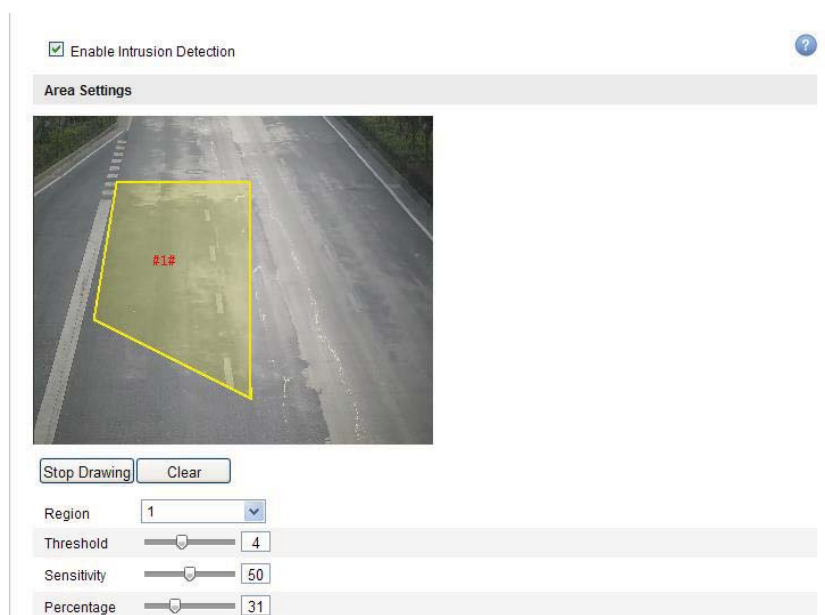 Enable Intrusion Detection
?
Area Settings
#1#
Stop Drawing Clear
Region 1
Threshold 4
Sensitivity 50
Percentage 31